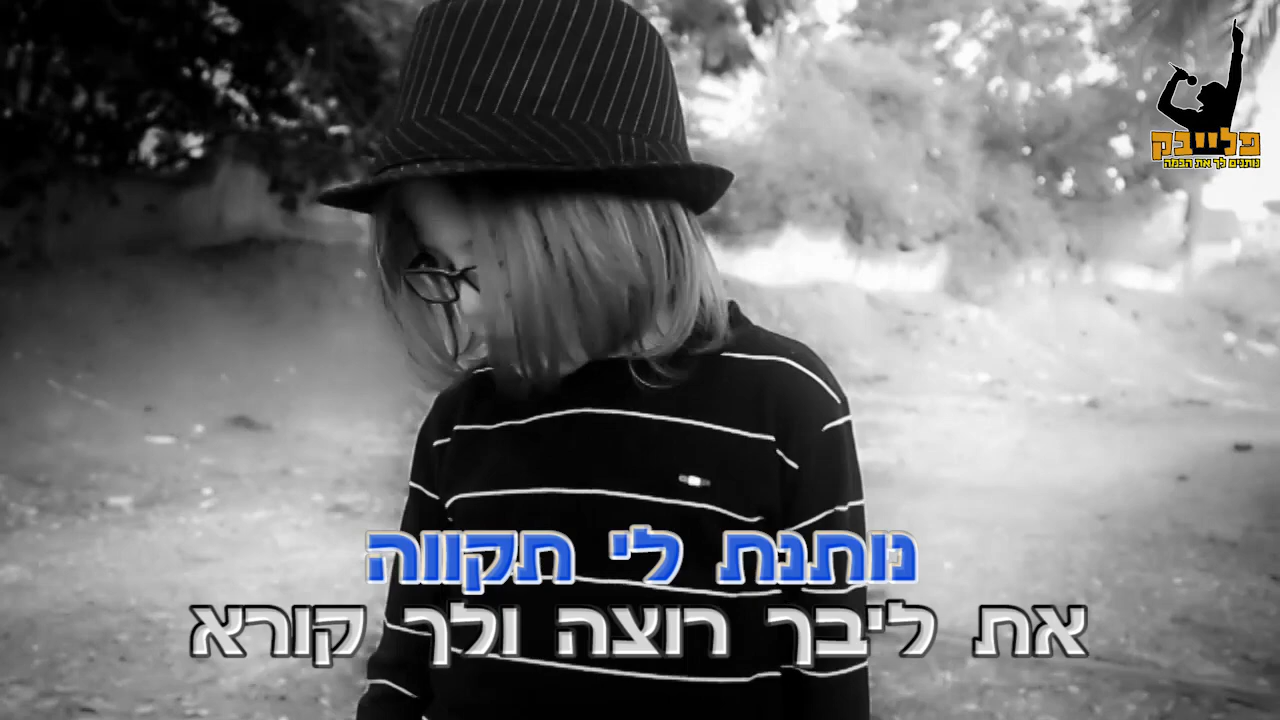 פלייבק
נותנים לך את הבמה
נותנת לי תקווה
את ליבך רוצה ולך קורא